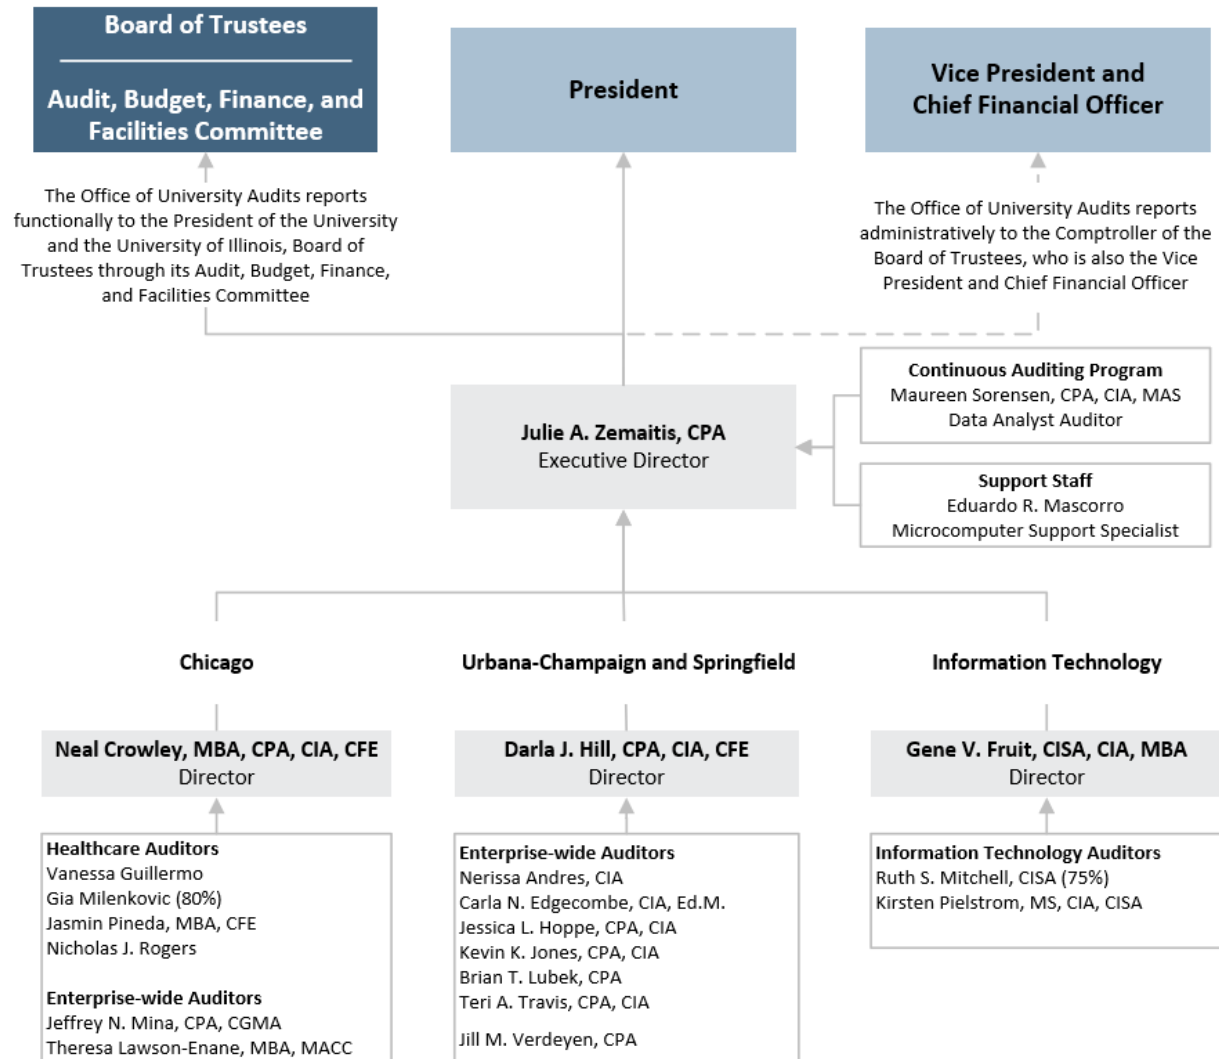 Board of Trustees
Audit, Budget, Finance, and
Facilities Committee
President
Vice President and
Chief Financial Officer
The Office of University Audits reports
functionally to the President of the University
and the University of Illinois, Board of
Trustees through its Audit, Budget, Finance,
and Facilities Committee
The Office of University Audits reports
administratively to the Comptroller of the
Board of Trustees, who is also the Vice
President and Chief Financial Officer
Continuous Auditing Program
Maureen Sorensen, CPA, CIA, MAS
Data Analyst Auditor
Julie A. Zemaitis, CPA
Executive Director
Support Staff
Eduardo R. Mascorro
Microcomputer Support Specialist
Chicago
Urbana-Champaign and Springfield
Information Technology
Neal Crowley, MBA, CPA, CIA, CFE
Director
Darla J. Hill, CPA, CIA, CFE
Director
Gene V. Fruit, CISA, CIA, MBA
Director
Healthcare Auditors
Vanessa Guillermo
Gia Milenkovic (80%)
Jasmin Pineda, MBA, CFE
Nicholas J. Rogers
Enterprise-wide Auditors
Jeffrey N. Mina, CPA, CGMA
Theresa Lawson-Enane, MBA, MACC
Enterprise-wide Auditors
Nerissa Andres, CIA
Carla N. Edgecombe, CIA, Ed.M.
Jessica L. Hoppe, CPA, CIA
Kevin K. Jones, CPA, CIA
Brian T. Lubek, CPA
Teri A. Travis, CPA, CIA
Jill M. Verdeyen, CPA
Information Technology Auditors
Ruth S. Mitchell, CISA (75%)
Kirsten Pielstrom, MS, CIA, CISA